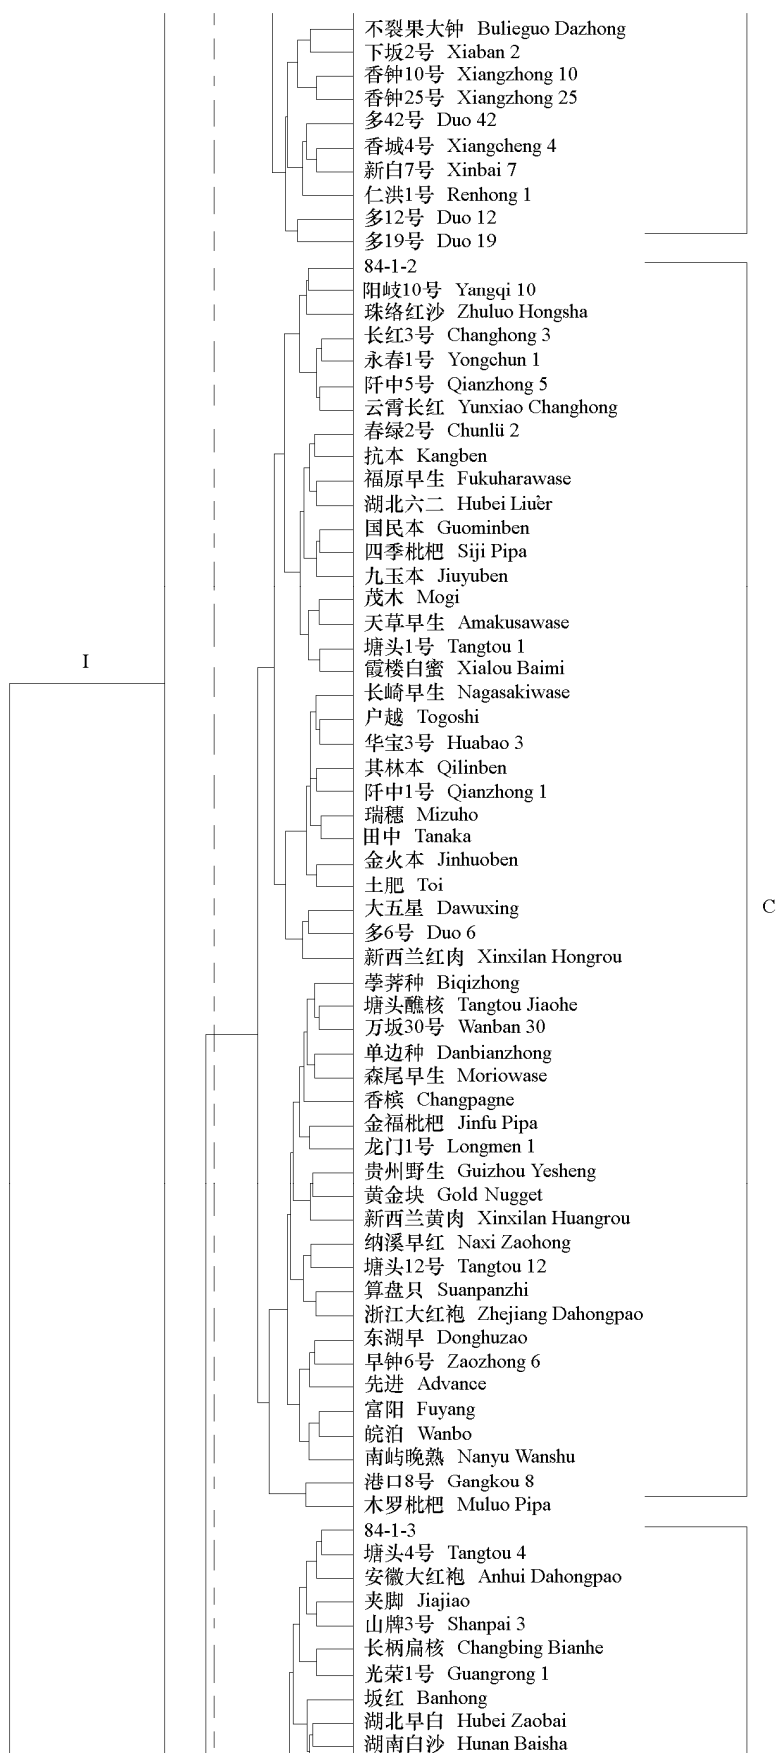 不裂果大钟 Bulieguo Dazhong
下坂2号 Xiaban 2
香钟10号 Xiangzhong 10
香钟25号 Xiangzhong 25
多42号 Duo 42
香城4号 Xiangcheng 4
新白7号 Xinbai 7
仁洪1号 Renhong 1
多12号 Duo 12
多19号 Duo 19
84-1-2
阳岐10号 Yangqi 10
珠络红沙 Zhuluo Hongsha
长红3号 Changhong 3
永春1号 Yongchun 1
阡中5号 Qianzhong 5
云霄长红 Yunxiao Changhong
春绿2号 Chunlü 2
抗本 Kangben
福原早生 Fukuharawase
湖北六二 Hubei Liu'er
国民本 Guominben
四季枇杷 Siji Pipa
九玉本 Jiuyuben
茂木 Mogi
天草早生 Amakusawase
塘头1号 Tangtou 1
霞楼白蜜 Xialou Baimi
I
长崎早生 Nagasakiwase
户越 Togoshi
华宝3号 Huabao 3
其林本 Qilinben
阡中1号 Qianzhong 1
瑞穗 Mizuho
田中 Tanaka
金火本 Jinhuoben
土肥 Toi
大五星 Dawuxing
C
多6号 Duo 6
新西兰红肉 Xinxilan Hongrou
荸荠种 Biqizhong
塘头醮核 Tangtou Jiaohe
万坂30号 Wanban 30
单边种 Danbianzhong
森尾早生 Moriowase
香槟 Changpagne
金福枇杷 Jinfu Pipa
龙门1号 Longmen 1
贵州野生 Guizhou Yesheng
黄金块 Gold Nugget
新西兰黄肉 Xinxilan Huangrou
纳溪早红 Naxi Zaohong
塘头12号 Tangtou 12
算盘只 Suanpanzhi
浙江大红袍 Zhejiang Dahongpao
东湖早 Donghuzao
早钟6号 Zaozhong 6
先进 Advance
富阳 Fuyang
皖泊 Wanbo
南屿晚熟 Nanyu Wanshu
港口8号 Gangkou 8
木罗枇杷 Muluo Pipa
84-1-3
塘头4号 Tangtou 4
安徽大红袍 Anhui Dahongpao
夹脚 Jiajiao
山牌3号 Shanpai 3
长柄扁核 Changbing Bianhe
光荣1号 Guangrong 1
坂红 Banhong
湖北早白 Hubei Zaobai
湖南白沙 Hunan Baisha